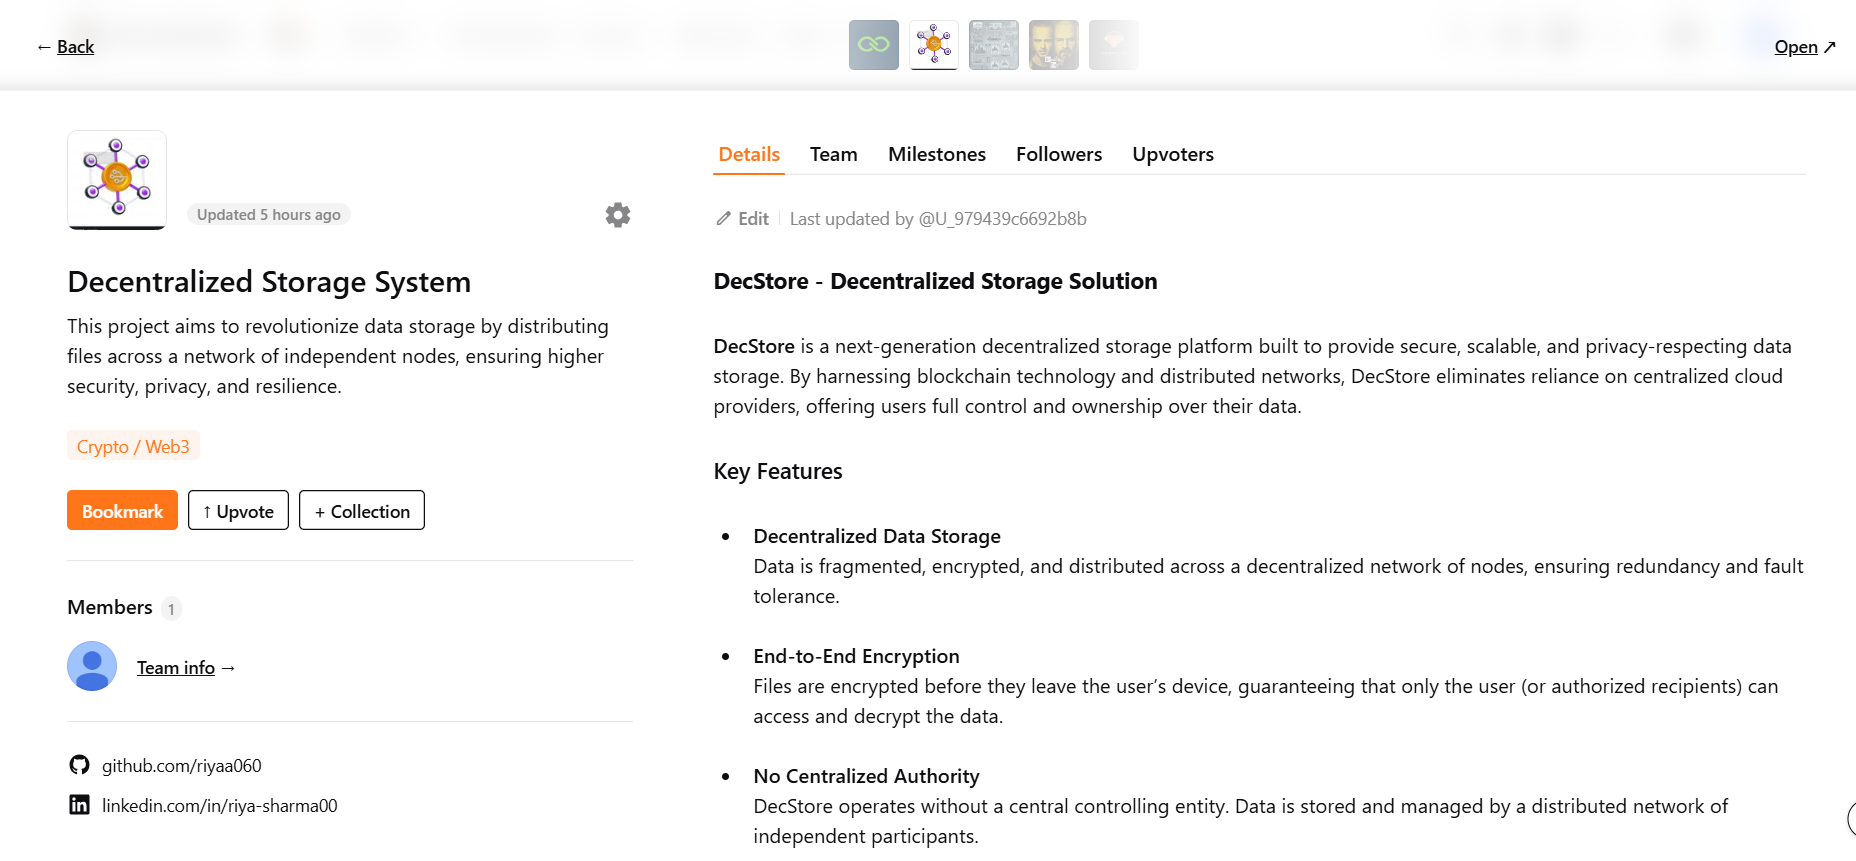 ← Back
Open ↗
Updated 5 hours ago
Decentralized Storage System
This project aims to revolutionize data storage by distributing
files across a network of independent nodes, ensuring higher
security, privacy, and resilience.
Crypto / Web3
Bookmark
↑ Upvote
+ Collection
Members 1
Team info →
github.com/riyaa060
linkedin.com/in/riya-sharma00
Details Team Milestones Followers Upvoters
Edit Last updated by @U_979439c6692b8b
DecStore - Decentralized Storage Solution
DecStore is a next-generation decentralized storage platform built to provide secure, scalable, and privacy-respecting data
storage. By harnessing blockchain technology and distributed networks, DecStore eliminates reliance on centralized cloud
providers, offering users full control and ownership over their data.
Key Features
• Decentralized Data Storage
Data is fragmented, encrypted, and distributed across a decentralized network of nodes, ensuring redundancy and fault
tolerance.
• End-to-End Encryption
Files are encrypted before they leave the user's device, guaranteeing that only the user (or authorized recipients) can
access and decrypt the data.
• No Centralized Authority
DecStore operates without a central controlling entity. Data is stored and managed by a distributed network of
independent participants.